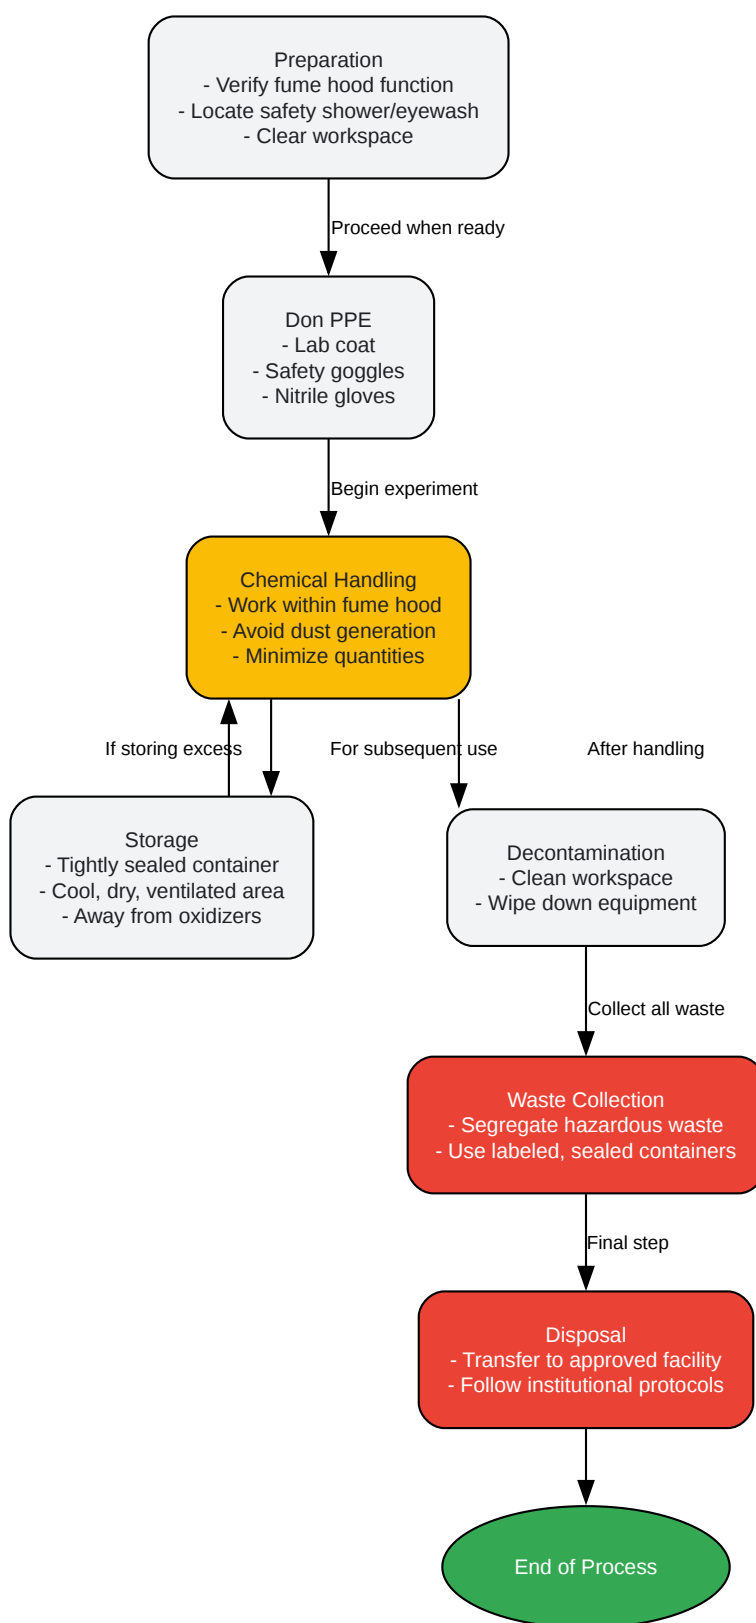 Preparation
- Verify fume hood function
- Locate safety shower/eyewash
- Clear workspace
Proceed when ready
Don PPE
- Lab coat
- Safety goggles
- Nitrile gloves
Begin experiment
Chemical Handling
- Work within fume hood
- Avoid dust generation
- Minimize quantities
If storing excess
For subsequent use
After handling
Storage
- Tightly sealed container
- Cool, dry, ventilated area
- Away from oxidizers
Decontamination
- Clean workspace
- Wipe down equipment
Collect all waste
Waste Collection
- Segregate hazardous waste
- Use labeled, sealed containers
Final step
Disposal
- Transfer to approved facility
- Follow institutional protocols
End of Process